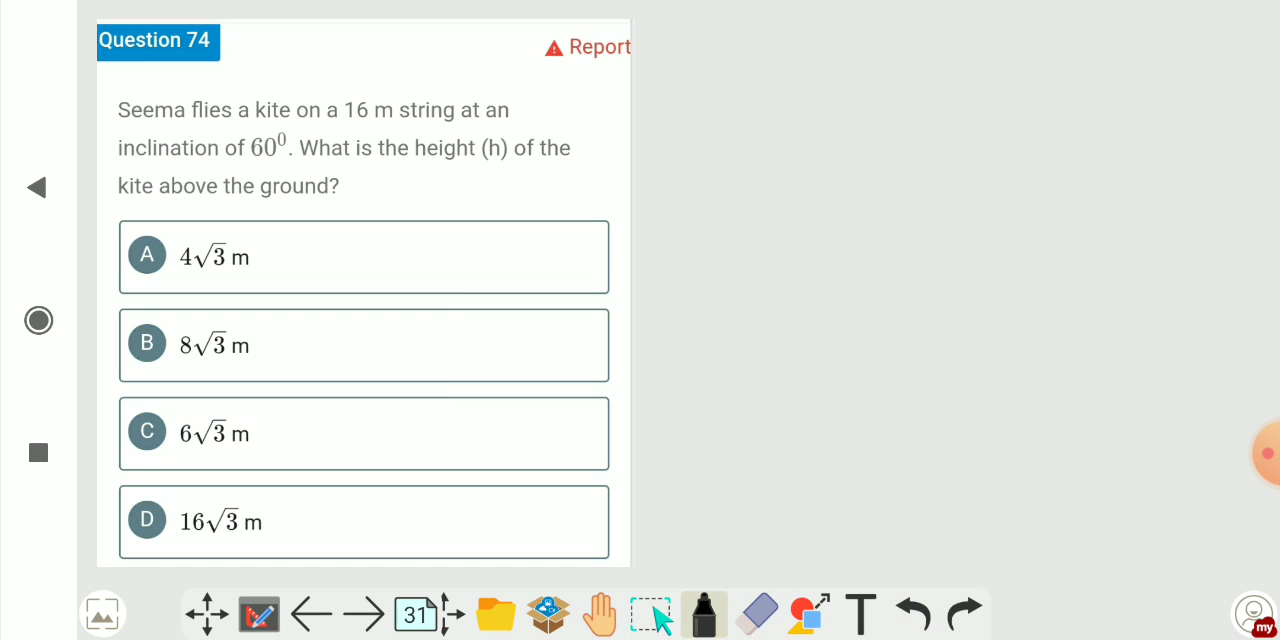 Question 74
Report
Seema flies a kite on a 16 m string at an
inclination of 60⁰. What is the height (h) of the
kite above the ground?
A 4√3 m
B 8√3 m
C 6√3 m
D 16√3 m
31
T
my